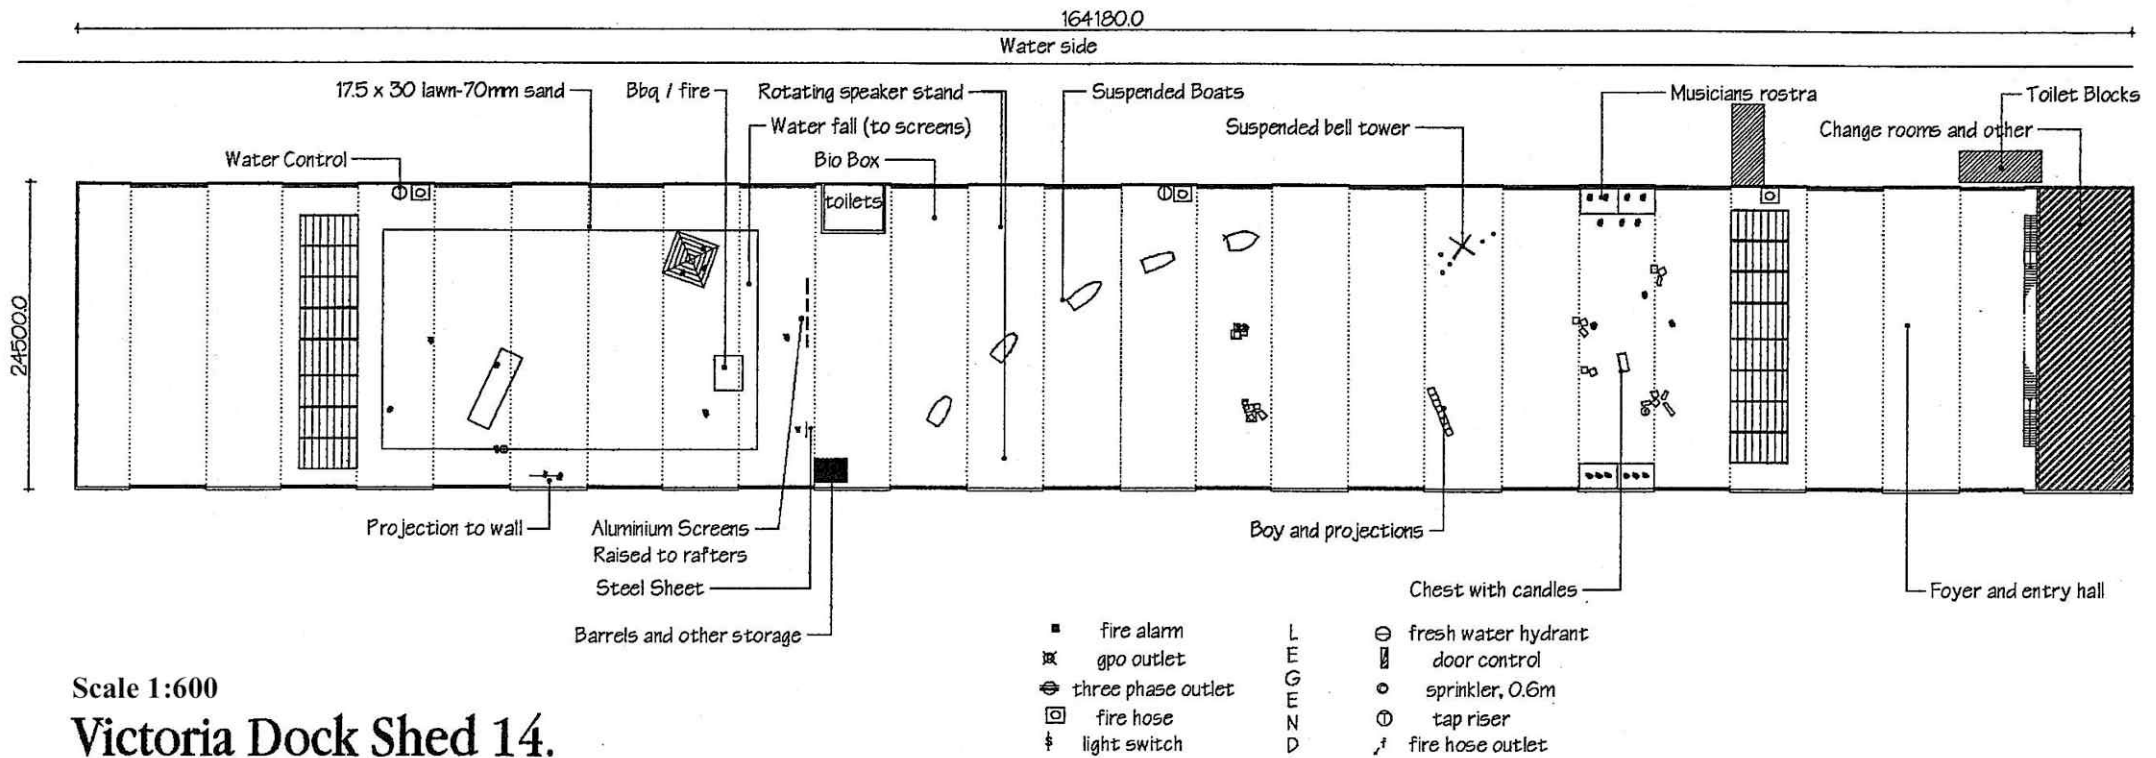 164180.0
Water side
17.5 x 30 lawn-70mm sand
Bbq / fire
Rotating speaker stand
Suspended Boats
Musicians rostra
Toilet Blocks
Water fall (to screens)
Suspended bell tower
Change rooms and other
Water Control
Bio Box
toilets
24500.0
Projection to wall
Aluminium Screens
Raised to rafters
Boy and projections
Steel Sheet
Chest with candles
Foyer and entry hall
Barrels and other storage
LEGEND
fire alarm
gpo outlet
three phase outlet
fire hose
light switch
fresh water hydrant
door control
sprinkler, 0.6m
tap riser
fire hose outlet
Scale 1:600
Victoria Dock Shed 14.